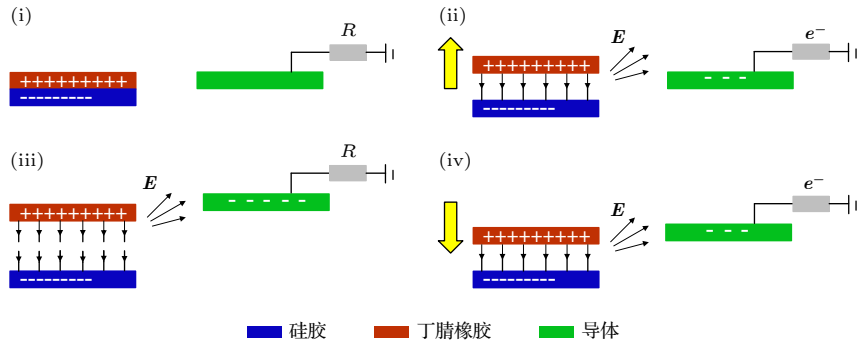 (i)
R
(ii)
E
e⁻
+++++++++
---------
+++++++++
---------
- - -
(iii)
E
R
(iv)
E
e⁻
+++++++++
---------
- - - - -
+++++++++
---------
- - -
硅胶
丁腈橡胶
导体